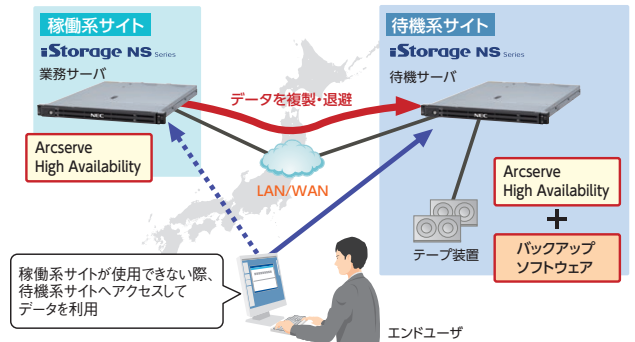 稼働系サイト
iStorage NS Series
業務サーバ
NEC
Arcserve
High Availability
データを複製・退避
LAN/WAN
待機系サイト
iStorage NS Series
待機サーバ
NEC
テープ装置
Arcserve
High Availability
+
バックアップ
ソフトウェア
稼働系サイトが使用できない際、
待機系サイトへアクセスして
データを利用
エンドユーザ